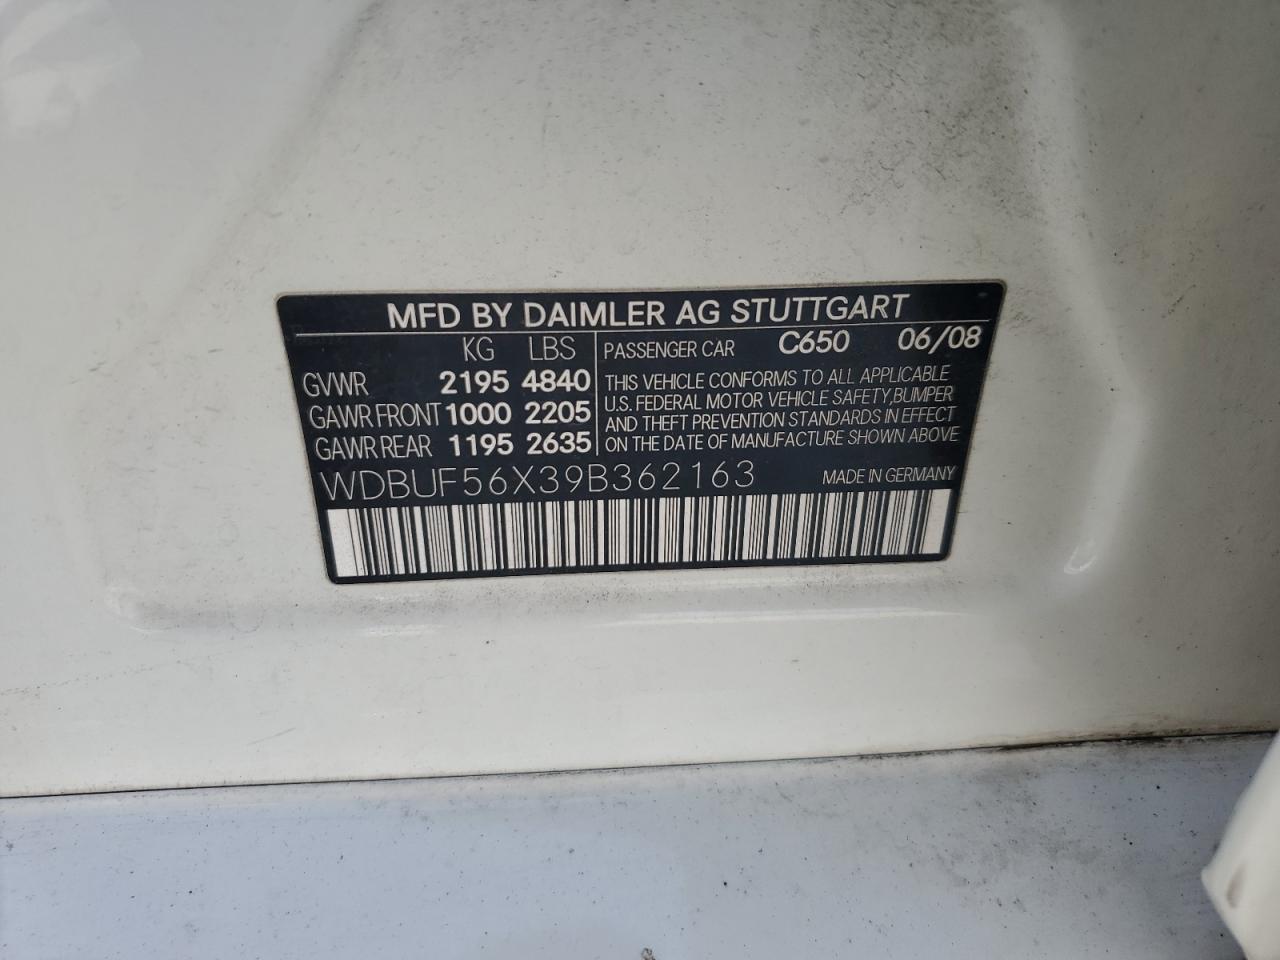 MFD BY DAIMLER AG STUTTGART
KG LBS
GVWR 2195 4840
GAWR FRONT 1000 2205
GAWR REAR 1195 2635
PASSENGER CAR C650 06/08
THIS VEHICLE CONFORMS TO ALL APPLICABLE
U.S. FEDERAL MOTOR VEHICLE SAFETY,BUMPER
AND THEFT PREVENTION STANDARDS IN EFFECT
ON THE DATE OF MANUFACTURE SHOWN ABOVE
WDBUF56X39B362163 MADE IN GERMANY